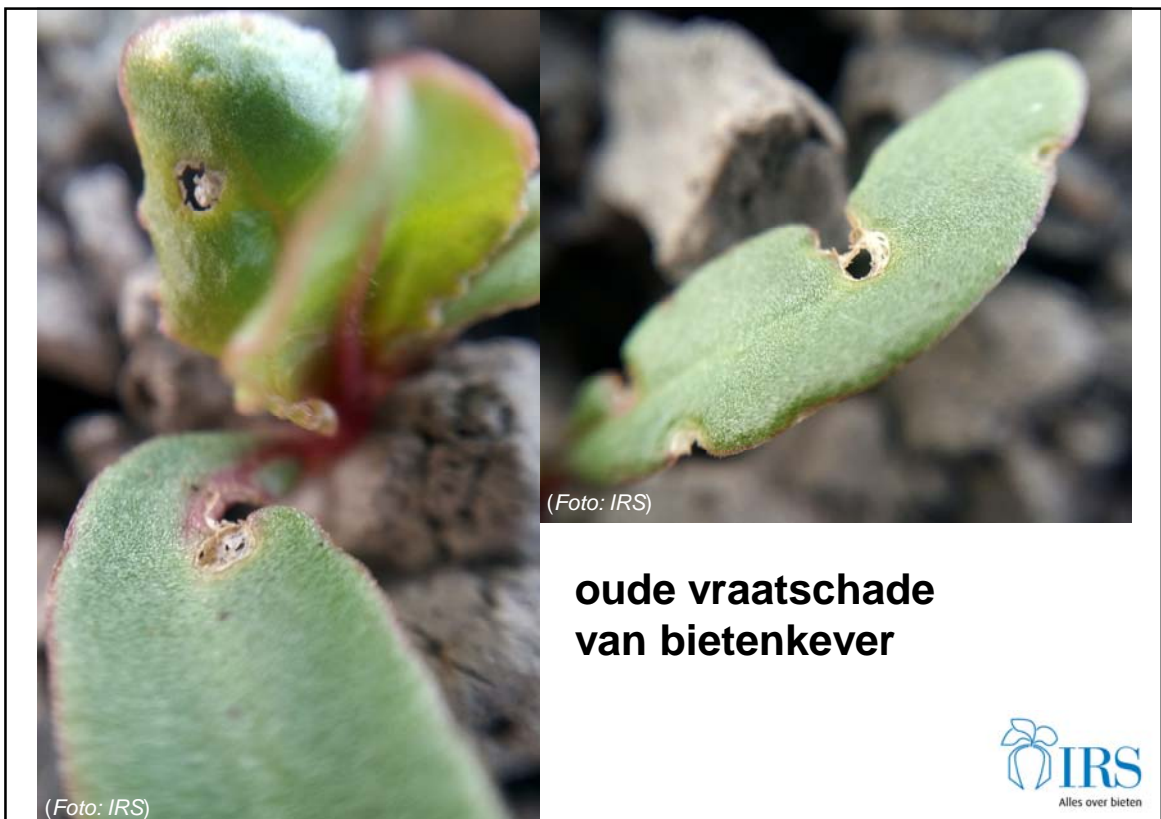 (Foto: IRS)
(Foto: IRS)
oude vraatschade
van bietenkever
IRS
Alles over bieten